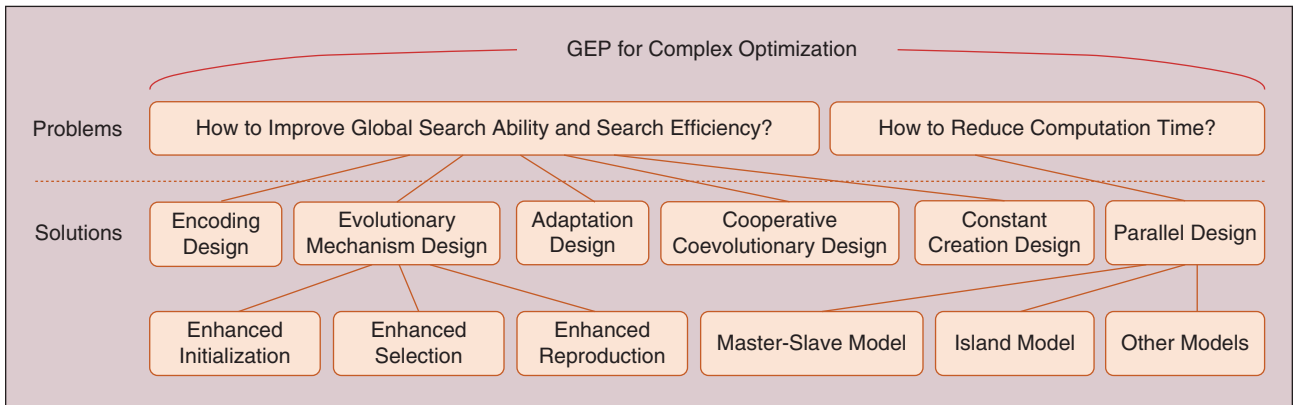 GEP for Complex Optimization
Problems
How to Improve Global Search Ability and Search Efficiency?
How to Reduce Computation Time?
Solutions
Encoding
Design
Evolutionary
Mechanism Design
Adaptation
Design
Cooperative
Coevolutionary Design
Constant
Creation Design
Parallel Design
Enhanced
Initialization
Enhanced
Selection
Enhanced
Reproduction
Master-Slave Model
Island Model
Other Models